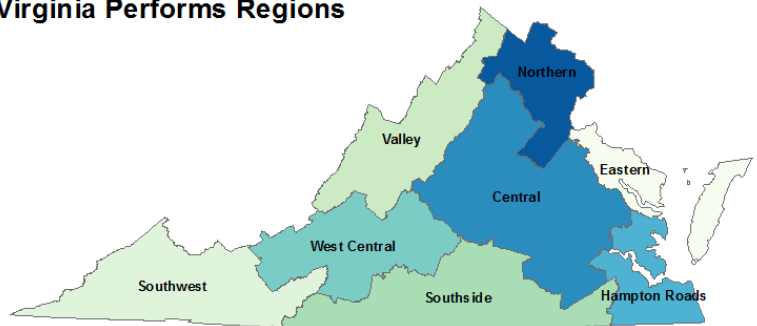 Virginia Performs Regions
Northern
Valley
Eastern
Central
West Central
Southwest
Southside
Hampton Roads